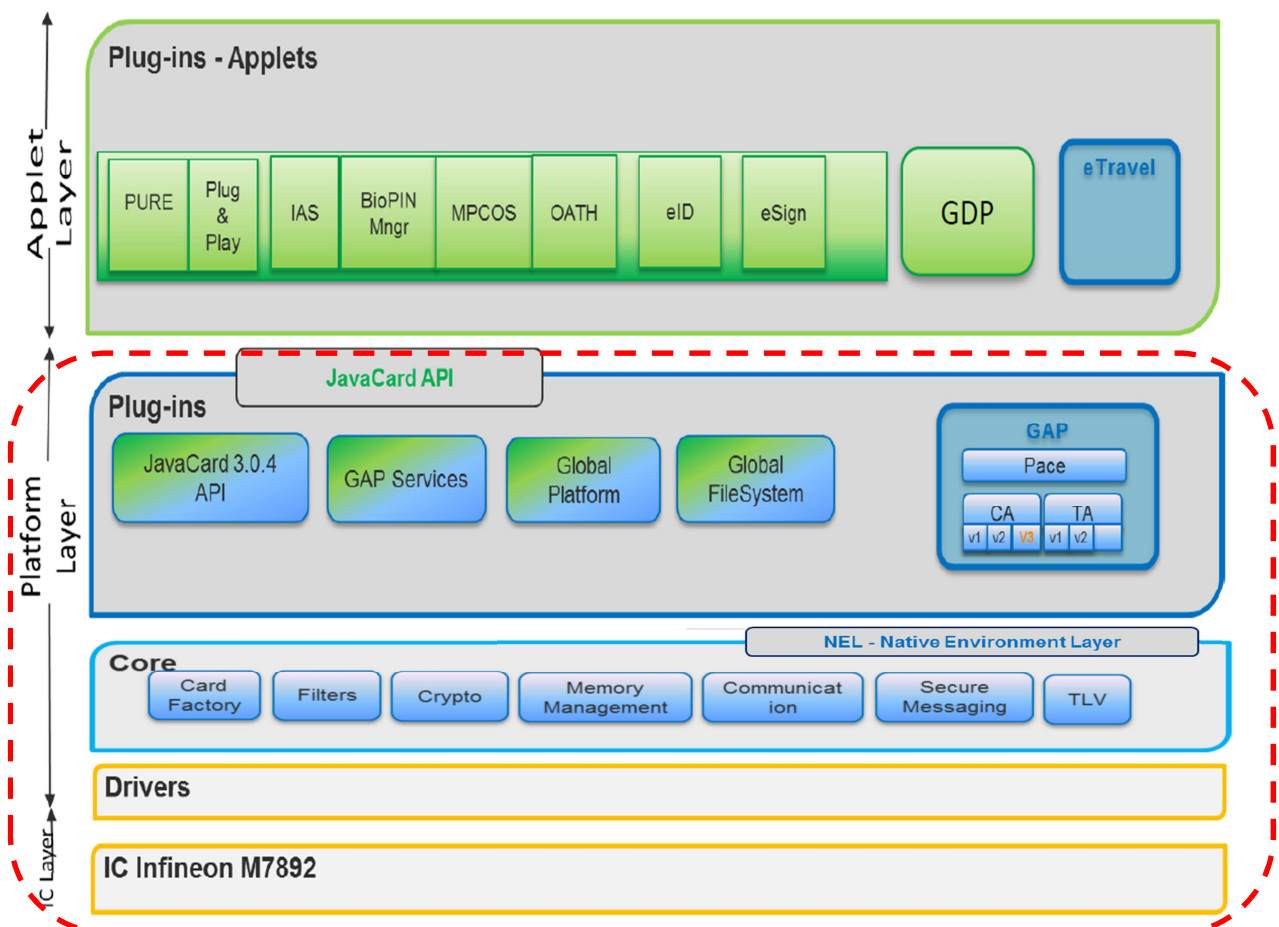 Applet
Layer
Plug-ins - Applets
PURE
Plug
&
Play
IAS
BioPIN
Mngr
MPCOS
OATH
eID
eSign
GDP
eTravel
Platform
Layer
JavaCard API
Plug-ins
JavaCard 3.0.4
API
GAP Services
Global
Platform
Global
FileSystem
GAP
Pace
CA
TA
v1
v2
V3
v1
v2
NEL - Native Environment Layer
Core
Card
Factory
Filters
Crypto
Memory
Management
Communicat
ion
Secure
Messaging
TLV
Drivers
IC Layer
IC Infineon M7892